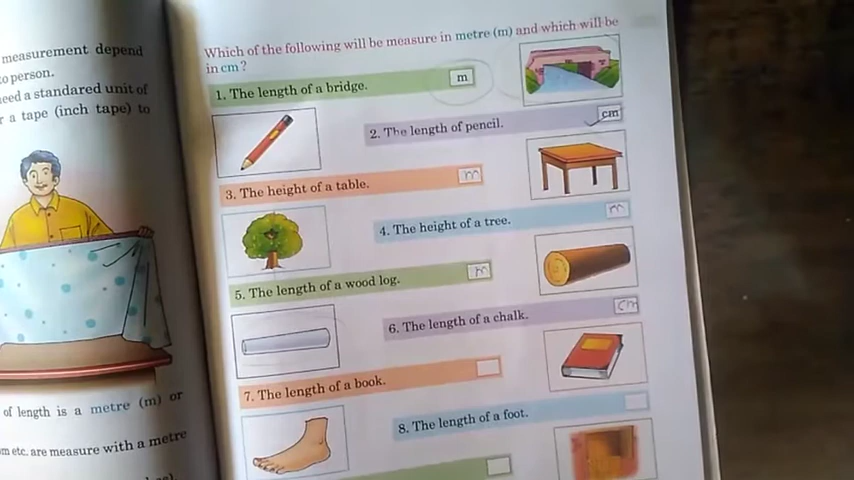 measurement depend
to person.
need a standared unit of
r a tape (inch tape) to
of length is a metre (m) or
m etc. are measure with a metre
Which of the following will be measure in metre (m) and which will be
in cm?
1. The length of a bridge. m
2. The length of pencil. cm
3. The height of a table. m
4. The height of a tree. m
5. The length of a wood log. m
6. The length of a chalk. cm
7. The length of a book.
8. The length of a foot.